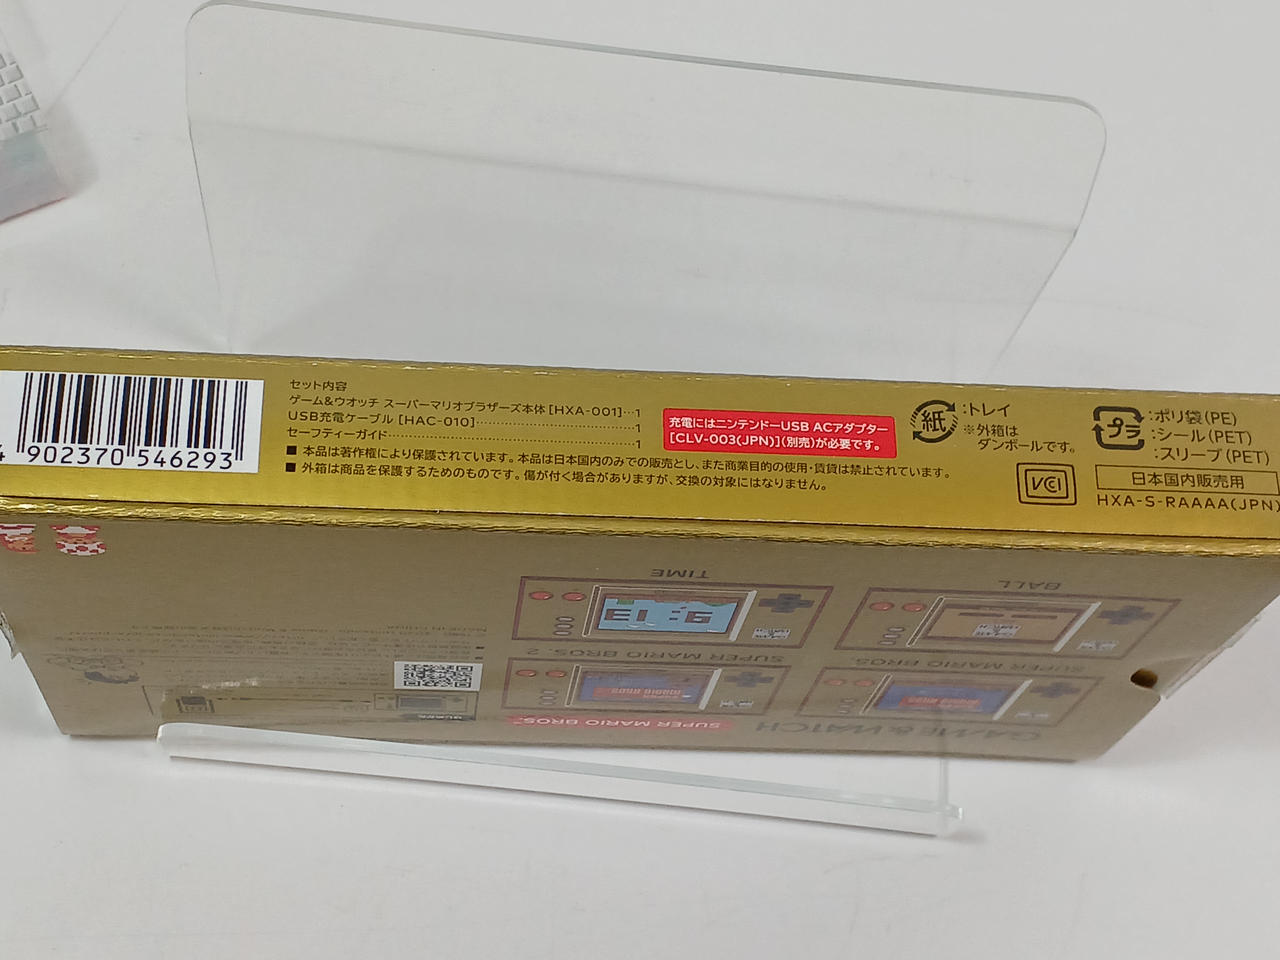 セット内容
ゲーム&ウオッチ スーパーマリオブラザーズ本体[HXA-001]…1
USB充電ケーブル[HAC-010]……………………1
セーフティーガイド……………………………………1
■ 本品は著作権により保護されています。本品は日本国内のみでの販売とし、また商業目的の使用・賃貸は禁止されています。
■ 外箱は商品を保護するためのものです。傷が付く場合がありますが、交換の対象にはなりません。
4 902370 546293
充電にはニンテンドーUSB ACアダプター
[CLV-003(JPN)](別売)が必要です。
紙 :トレイ
※外箱は
ダンボールです。
VCCI
プラ :ポリ袋(PE)
:シール(PET)
:スリーブ(PET)
日本国内販売用
HXA-S-RAAAA(JPN)
TIME
BALL
SUPER MARIO BROS. 2
SUPER MARIO BROS.
SUPER MARIO BROS.
GAME & WATCH